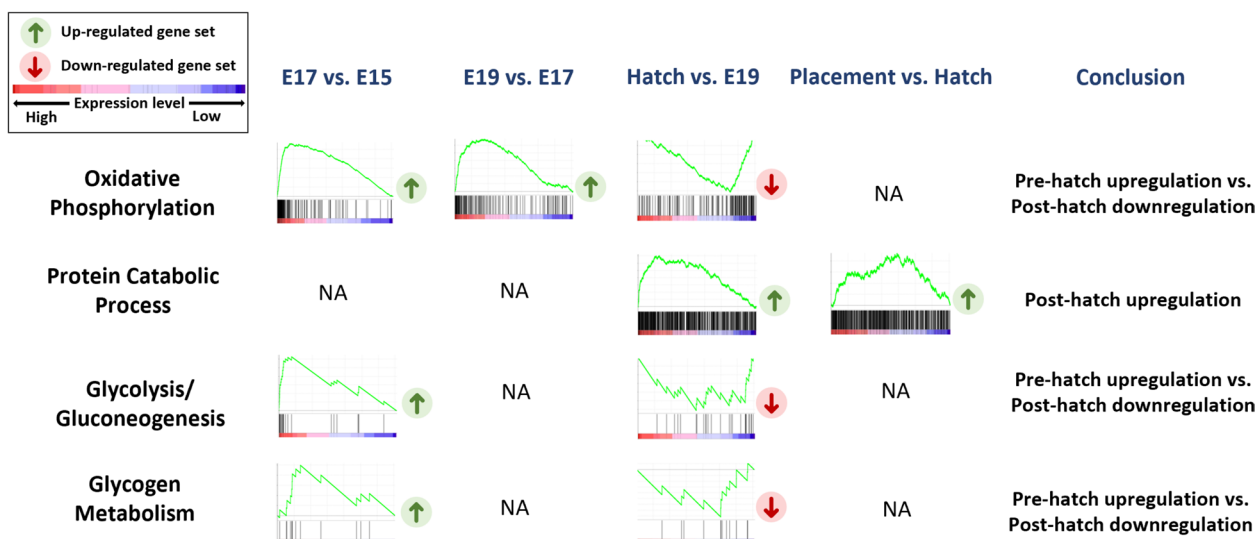 Up-regulated gene set
Down-regulated gene set
Expression level
High Low
E17 vs. E15 E19 vs. E17 Hatch vs. E19 Placement vs. Hatch Conclusion
Oxidative
Phosphorylation
NA
Pre-hatch upregulation vs.
Post-hatch downregulation
Protein Catabolic
Process
NA NA
Post-hatch upregulation
Glycolysis/
Gluconeogenesis
NA NA
Pre-hatch upregulation vs.
Post-hatch downregulation
Glycogen
Metabolism
NA NA
Pre-hatch upregulation vs.
Post-hatch downregulation